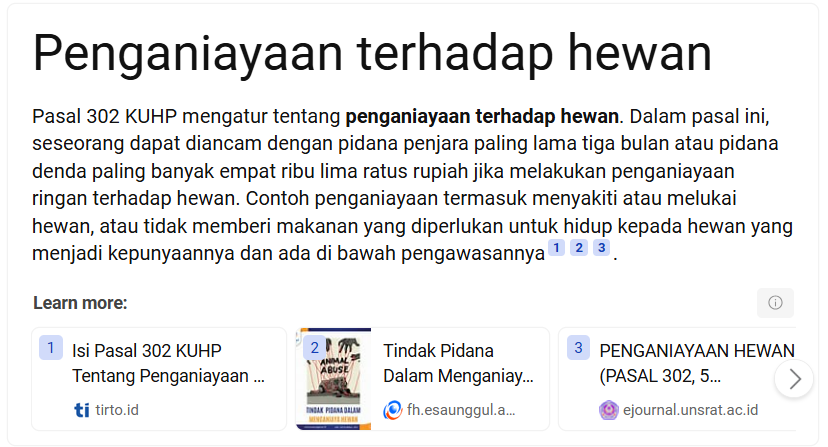 Penganiayaan terhadap hewan
Pasal 302 KUHP mengatur tentang penganiayaan terhadap hewan. Dalam pasal ini,
seseorang dapat diancam dengan pidana penjara paling lama tiga bulan atau pidana
denda paling banyak empat ribu lima ratus rupiah jika melakukan penganiayaan
ringan terhadap hewan. Contoh penganiayaan termasuk menyakiti atau melukai
hewan, atau tidak memberi makanan yang diperlukan untuk hidup kepada hewan yang
menjadi kepunyaannya dan ada di bawah pengawasannya 1 2 3 .
Learn more:
1 Isi Pasal 302 KUHP
Tentang Penganiayaan ...
ti tirto.id
ANIMAL
ABUSE
TINDAK PIDANA DALAM
MENGANIAYA HEWAN
2 Tindak Pidana
Dalam Menganiay...
fh.esaunggul.a...
3 PENGANIAYAAN HEWAN
(PASAL 302, 5...
ejournal.unsrat.ac.id